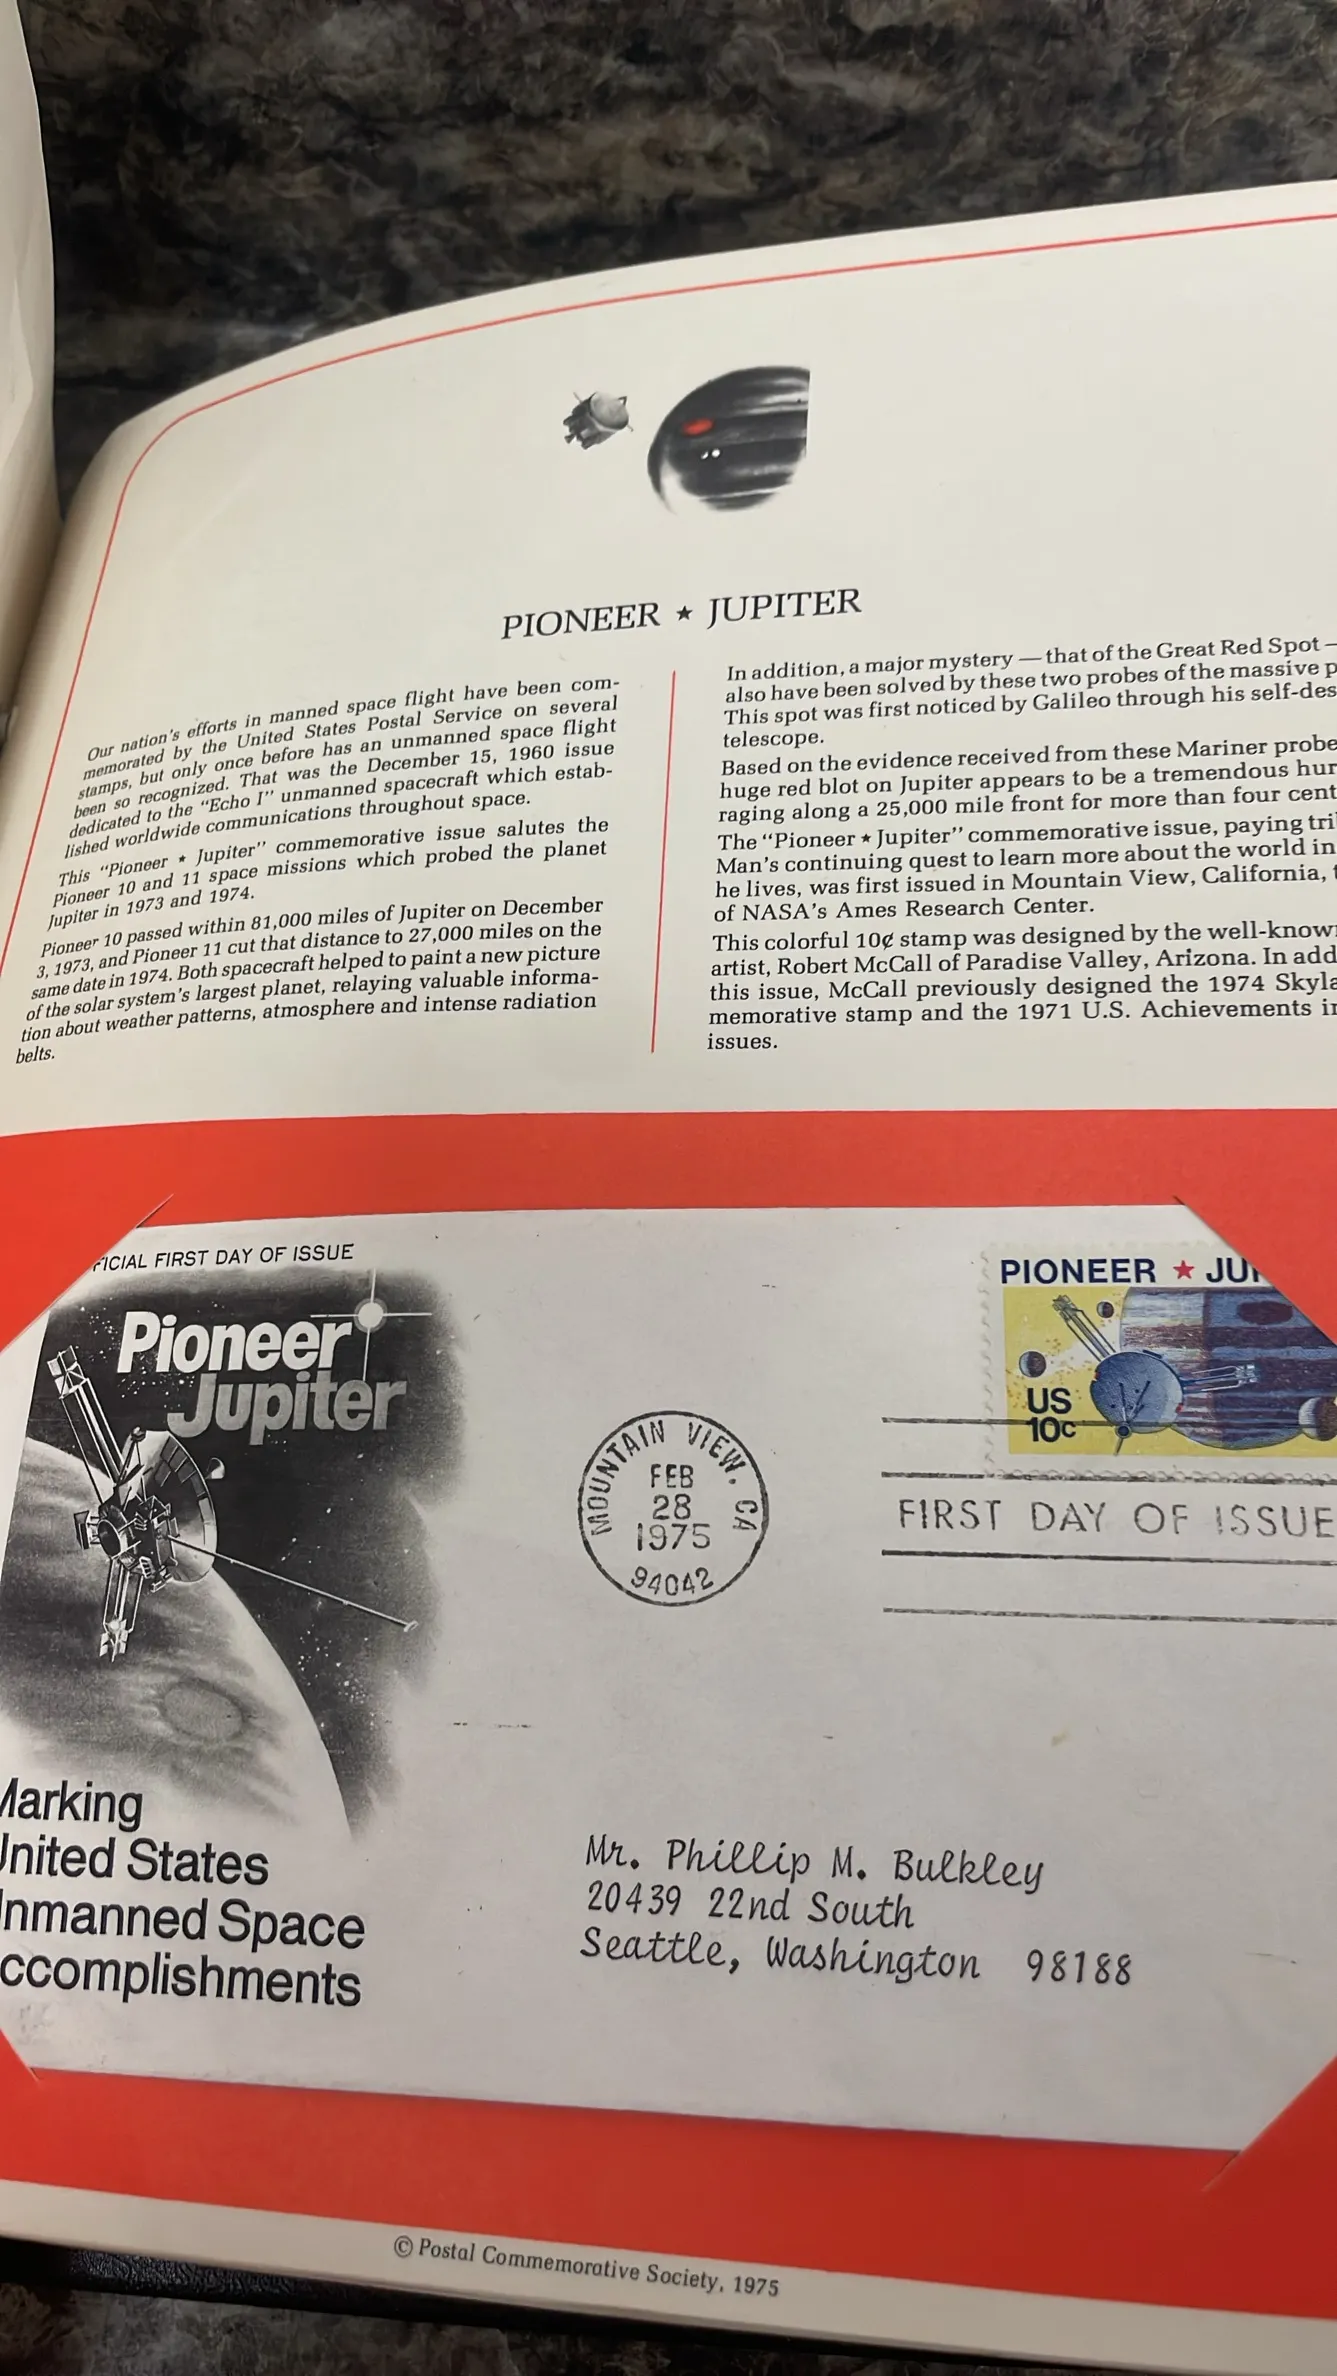 PIONEER ★ JUPITER
Our nation's efforts in manned space flight have been com-
memorated by the United States Postal Service on several
stamps, but only once before has an unmanned space flight
been so recognized. That was the December 15, 1960 issue
dedicated to the "Echo I" unmanned spacecraft which estab-
lished worldwide communications throughout space.
This "Pioneer ★ Jupiter" commemorative issue salutes the
Pioneer 10 and 11 space missions which probed the planet
Jupiter in 1973 and 1974.
Pioneer 10 passed within 81,000 miles of Jupiter on December
3, 1973, and Pioneer 11 cut that distance to 27,000 miles on the
same date in 1974. Both spacecraft helped to paint a new picture
of the solar system's largest planet, relaying valuable informa-
tion about weather patterns, atmosphere and intense radiation
belts.
In addition, a major mystery — that of the Great Red Spot —
also have been solved by these two probes of the massive p
This spot was first noticed by Galileo through his self-des
telescope.
Based on the evidence received from these Mariner probe
huge red blot on Jupiter appears to be a tremendous hur
raging along a 25,000 mile front for more than four cent
The "Pioneer ★ Jupiter" commemorative issue, paying tri
Man's continuing quest to learn more about the world in
he lives, was first issued in Mountain View, California, t
of NASA's Ames Research Center.
This colorful 10¢ stamp was designed by the well-know
artist, Robert McCall of Paradise Valley, Arizona. In add
this issue, McCall previously designed the 1974 Skyla
memorative stamp and the 1971 U.S. Achievements in
issues.
FICIAL FIRST DAY OF ISSUE
Pioneer
Jupiter
PIONEER ★ JUP
US
10c
MOUNTAIN VIEW, CA
FEB
28
1975
94042
FIRST DAY OF ISSUE
Marking
United States
Unmanned Space
ccomplishments
Mr. Phillip M. Bulkley
20439 22nd South
Seattle, Washington 98188
© Postal Commemorative Society, 1975